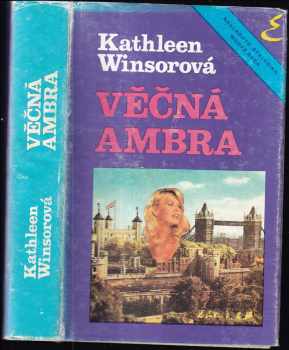 Kathleen
Winsorová
VĚČNÁ
AMBRA
Kathleen
Winsorová
VĚČNÁ
AMBRA